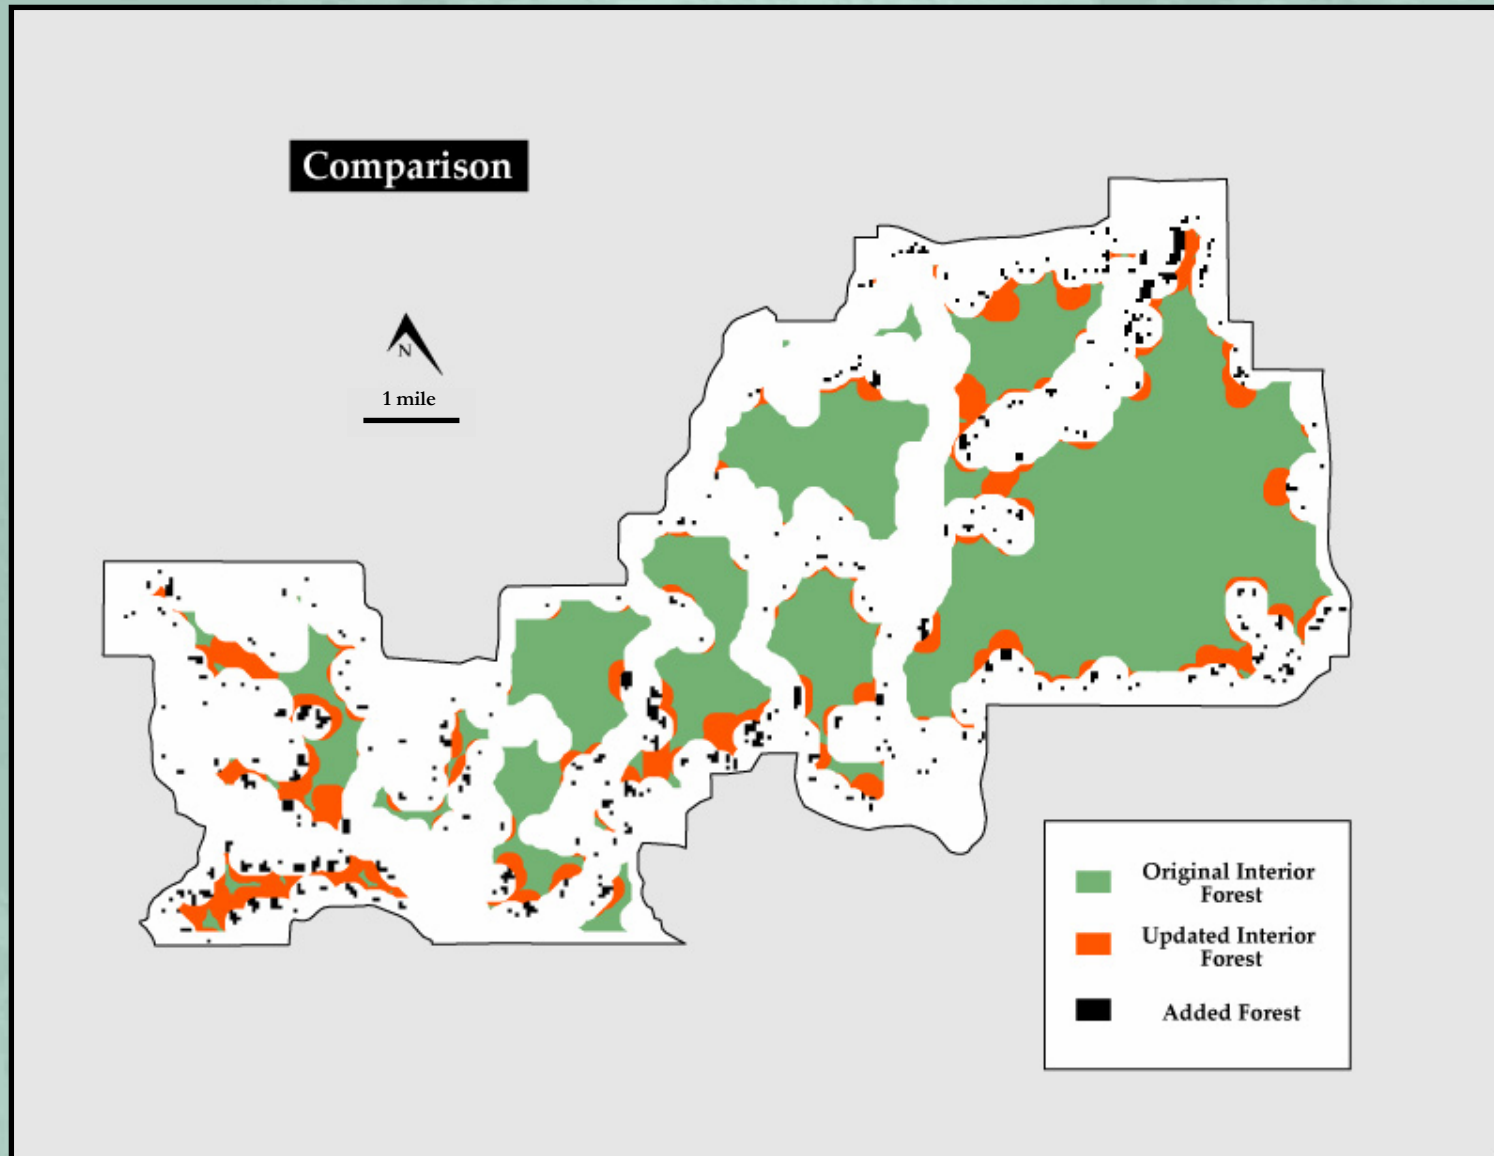 Comparison
N
1 mile
Original Interior
Forest
Updated Interior
Forest
Added Forest